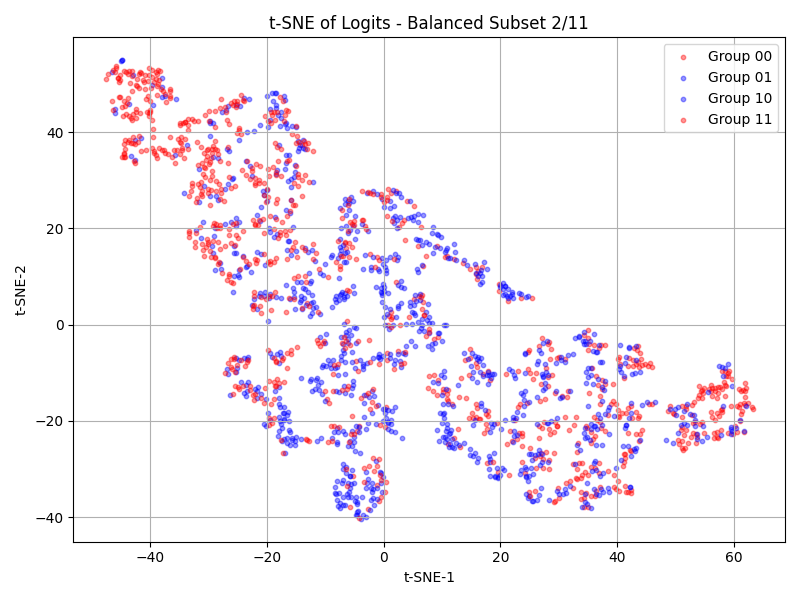 t-SNE of Logits - Balanced Subset 2/11
Group 00
Group 01
Group 10
Group 11
t-SNE-2
40
20
0
−20
−40
−40
−20
0
20
40
60
t-SNE-1